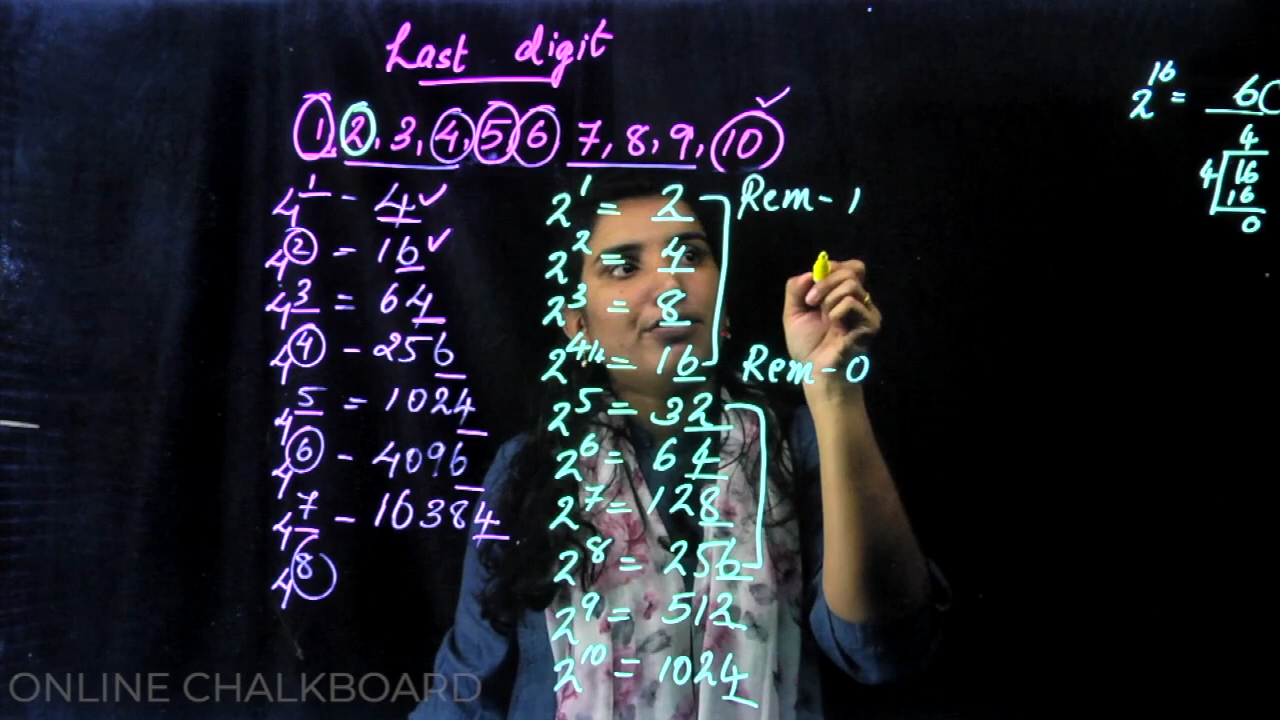 Last digit
1, 2, 3, 4, 5, 6 7, 8, 9, 10 ✓
4¹ - 4 ✓
4² = 16 ✓
4³ = 64
4⁴ - 256
4⁵ = 1024
4⁶ - 4096
4⁷ - 16384
4⁸
2¹ = 2
2² = 4
2³ = 8
2⁴ = 16
2⁵ = 32
2⁶ = 64
2⁷ = 128
2⁸ = 256
2⁹ = 512
2¹⁰ = 1024
Rem - 1
Rem - 0
2¹⁶ = 6
4
4 16
16
0
ONLINE CHALKBOARD